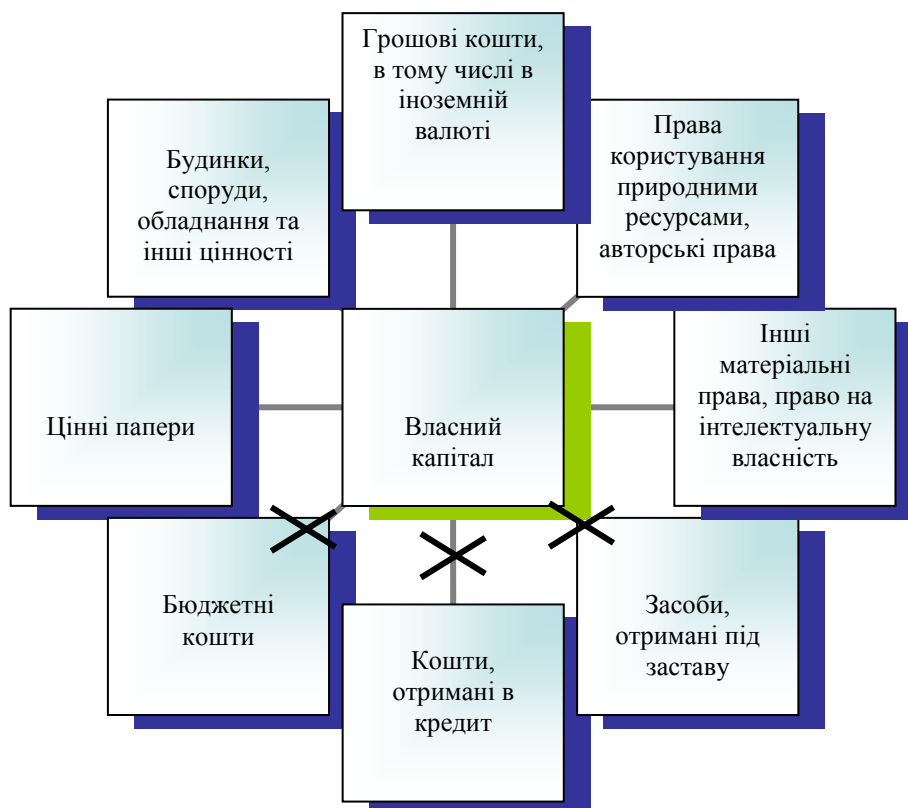 Грошові кошти,
в тому числі в
іноземній
валюті
Будинки,
споруди,
обладнання та
інші цінності
Права
користування
природними
ресурсами,
авторські права
Цінні папери
Власний
капітал
Інші
матеріальні
права, право на
інтелектуальну
власність
Бюджетні
кошти
Кошти,
отримані в
кредит
Засоби,
отримані під
заставу